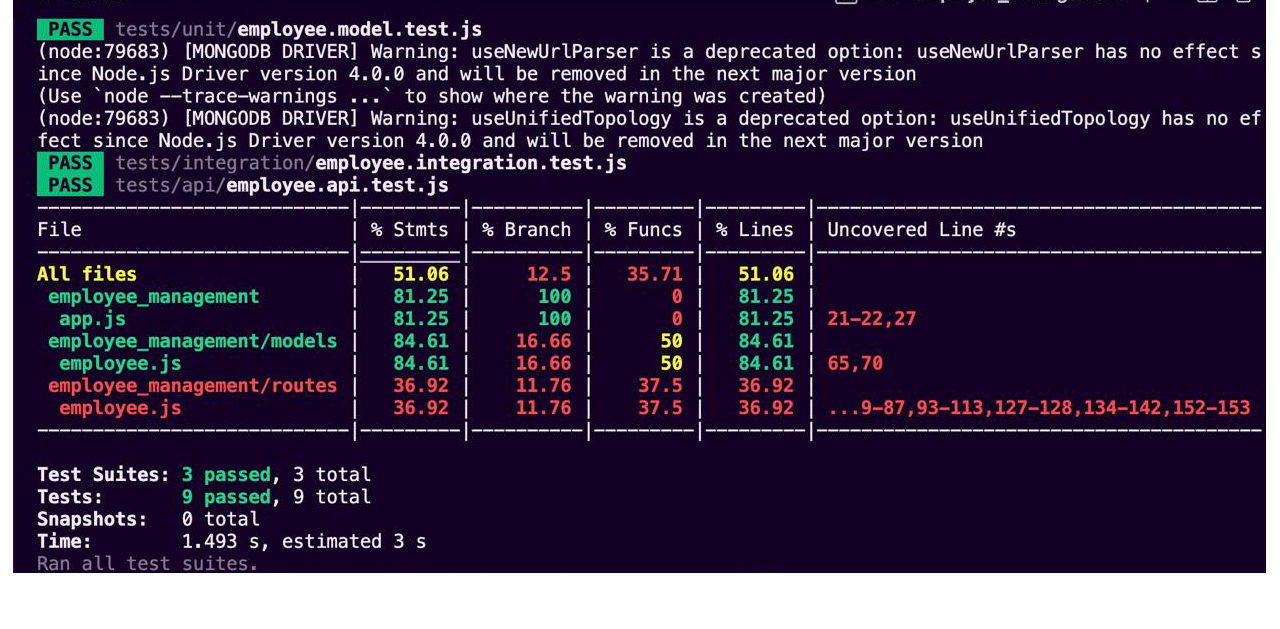 PASS tests/unit/employee.model.test.js
(node:79683) [MONGODB DRIVER] Warning: useNewUrlParser is a deprecated option: useNewUrlParser has no effect s
ince Node.js Driver version 4.0.0 and will be removed in the next major version
(Use `node --trace-warnings ...` to show where the warning was created)
(node:79683) [MONGODB DRIVER] Warning: useUnifiedTopology is a deprecated option: useUnifiedTopology has no ef
fect since Node.js Driver version 4.0.0 and will be removed in the next major version
PASS tests/integration/employee.integration.test.js
PASS tests/api/employee.api.test.js
File | % Stmts | % Branch | % Funcs | % Lines | Uncovered Line #s
All files | 51.06 | 12.5 | 35.71 | 51.06 |
employee_management | 81.25 | 100 | 0 | 81.25 |
app.js | 81.25 | 100 | 0 | 81.25 | 21-22,27
employee_management/models | 84.61 | 16.66 | 50 | 84.61 |
employee.js | 84.61 | 16.66 | 50 | 84.61 | 65,70
employee_management/routes | 36.92 | 11.76 | 37.5 | 36.92 |
employee.js | 36.92 | 11.76 | 37.5 | 36.92 | ...9-87,93-113,127-128,134-142,152-153
Test Suites: 3 passed, 3 total
Tests: 9 passed, 9 total
Snapshots: 0 total
Time: 1.493 s, estimated 3 s
Ran all test suites.